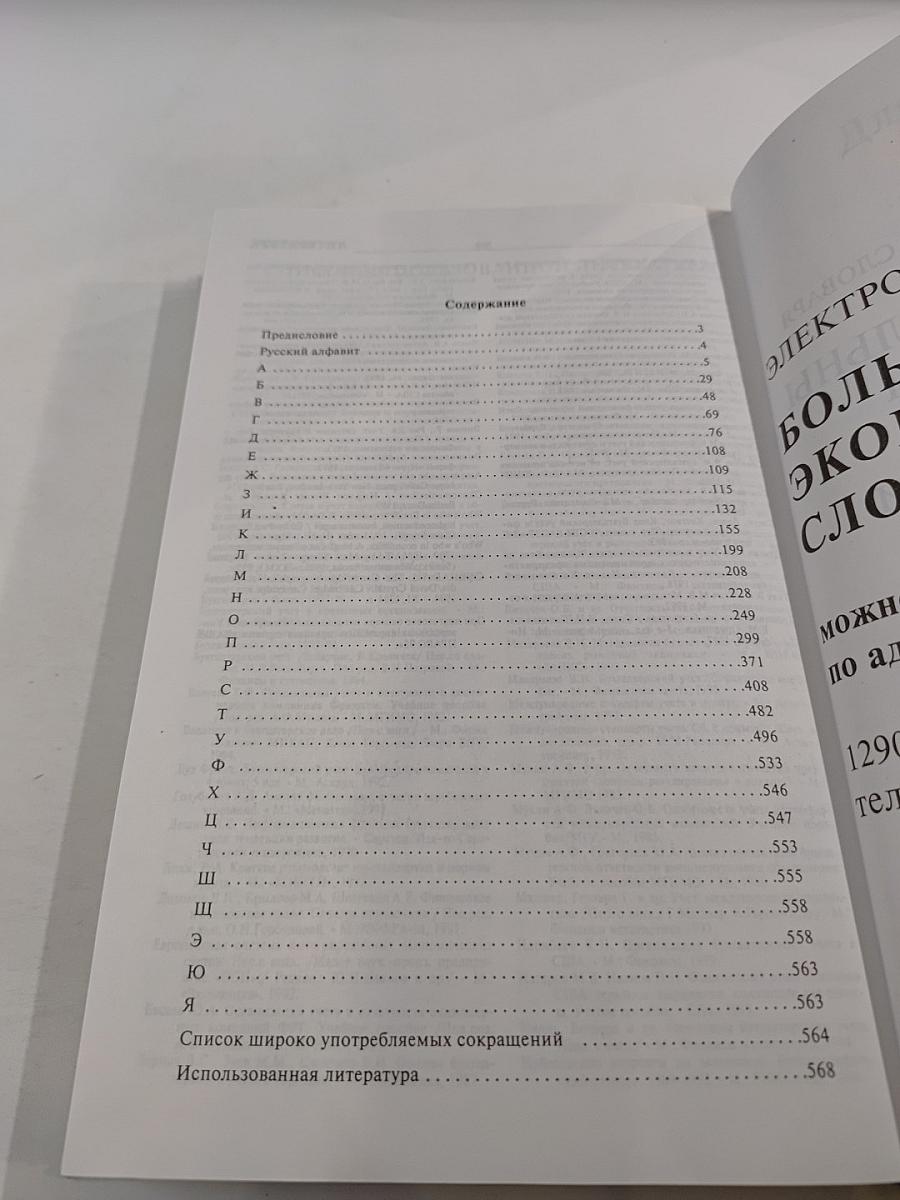 Содержание
Предисловие . . . . . . . . . . . . . . . . . . . . . . . . . . . . . . . . . . . . . . . . .3
Русский алфавит . . . . . . . . . . . . . . . . . . . . . . . . . . . . . . . . . . . . . . .4
А . . . . . . . . . . . . . . . . . . . . . . . . . . . . . . . . . . . . . . . . .5
Б . . . . . . . . . . . . . . . . . . . . . . . . . . . . . . . . . . . . . . . . .29
В . . . . . . . . . . . . . . . . . . . . . . . . . . . . . . . . . . . . . . . . .48
Г . . . . . . . . . . . . . . . . . . . . . . . . . . . . . . . . . . . . . . . . .69
Д . . . . . . . . . . . . . . . . . . . . . . . . . . . . . . . . . . . . . . . . .76
Е . . . . . . . . . . . . . . . . . . . . . . . . . . . . . . . . . . . . . . . . .108
Ж . . . . . . . . . . . . . . . . . . . . . . . . . . . . . . . . . . . . . . . . .109
З . . . . . . . . . . . . . . . . . . . . . . . . . . . . . . . . . . . . . . . . .115
И . . . . . . . . . . . . . . . . . . . . . . . . . . . . . . . . . . . . . . . . .132
К . . . . . . . . . . . . . . . . . . . . . . . . . . . . . . . . . . . . . . . . .155
Л . . . . . . . . . . . . . . . . . . . . . . . . . . . . . . . . . . . . . . . . .199
М . . . . . . . . . . . . . . . . . . . . . . . . . . . . . . . . . . . . . . . . .208
Н . . . . . . . . . . . . . . . . . . . . . . . . . . . . . . . . . . . . . . . . .228
О . . . . . . . . . . . . . . . . . . . . . . . . . . . . . . . . . . . . . . . . .249
П . . . . . . . . . . . . . . . . . . . . . . . . . . . . . . . . . . . . . . . . .299
Р . . . . . . . . . . . . . . . . . . . . . . . . . . . . . . . . . . . . . . . . .371
С . . . . . . . . . . . . . . . . . . . . . . . . . . . . . . . . . . . . . . . . .408
Т . . . . . . . . . . . . . . . . . . . . . . . . . . . . . . . . . . . . . . . . .482
У . . . . . . . . . . . . . . . . . . . . . . . . . . . . . . . . . . . . . . . . .496
Ф . . . . . . . . . . . . . . . . . . . . . . . . . . . . . . . . . . . . . . . . .533
Х . . . . . . . . . . . . . . . . . . . . . . . . . . . . . . . . . . . . . . . . .546
Ц . . . . . . . . . . . . . . . . . . . . . . . . . . . . . . . . . . . . . . . . .547
Ч . . . . . . . . . . . . . . . . . . . . . . . . . . . . . . . . . . . . . . . . .553
Ш . . . . . . . . . . . . . . . . . . . . . . . . . . . . . . . . . . . . . . . . .555
Щ . . . . . . . . . . . . . . . . . . . . . . . . . . . . . . . . . . . . . . . . .558
Э . . . . . . . . . . . . . . . . . . . . . . . . . . . . . . . . . . . . . . . . .558
Ю . . . . . . . . . . . . . . . . . . . . . . . . . . . . . . . . . . . . . . . . .563
Я . . . . . . . . . . . . . . . . . . . . . . . . . . . . . . . . . . . . . . . . .563
Список широко употребляемых сокращений . . . . . . . . . . . . . . . . .564
Использованная литература . . . . . . . . . . . . . . . . . . . . . . . . . . . .568
ЭЛЕКТРО
БОЛЬ
ЭКО
СЛО
можн
по ад
1290
тел